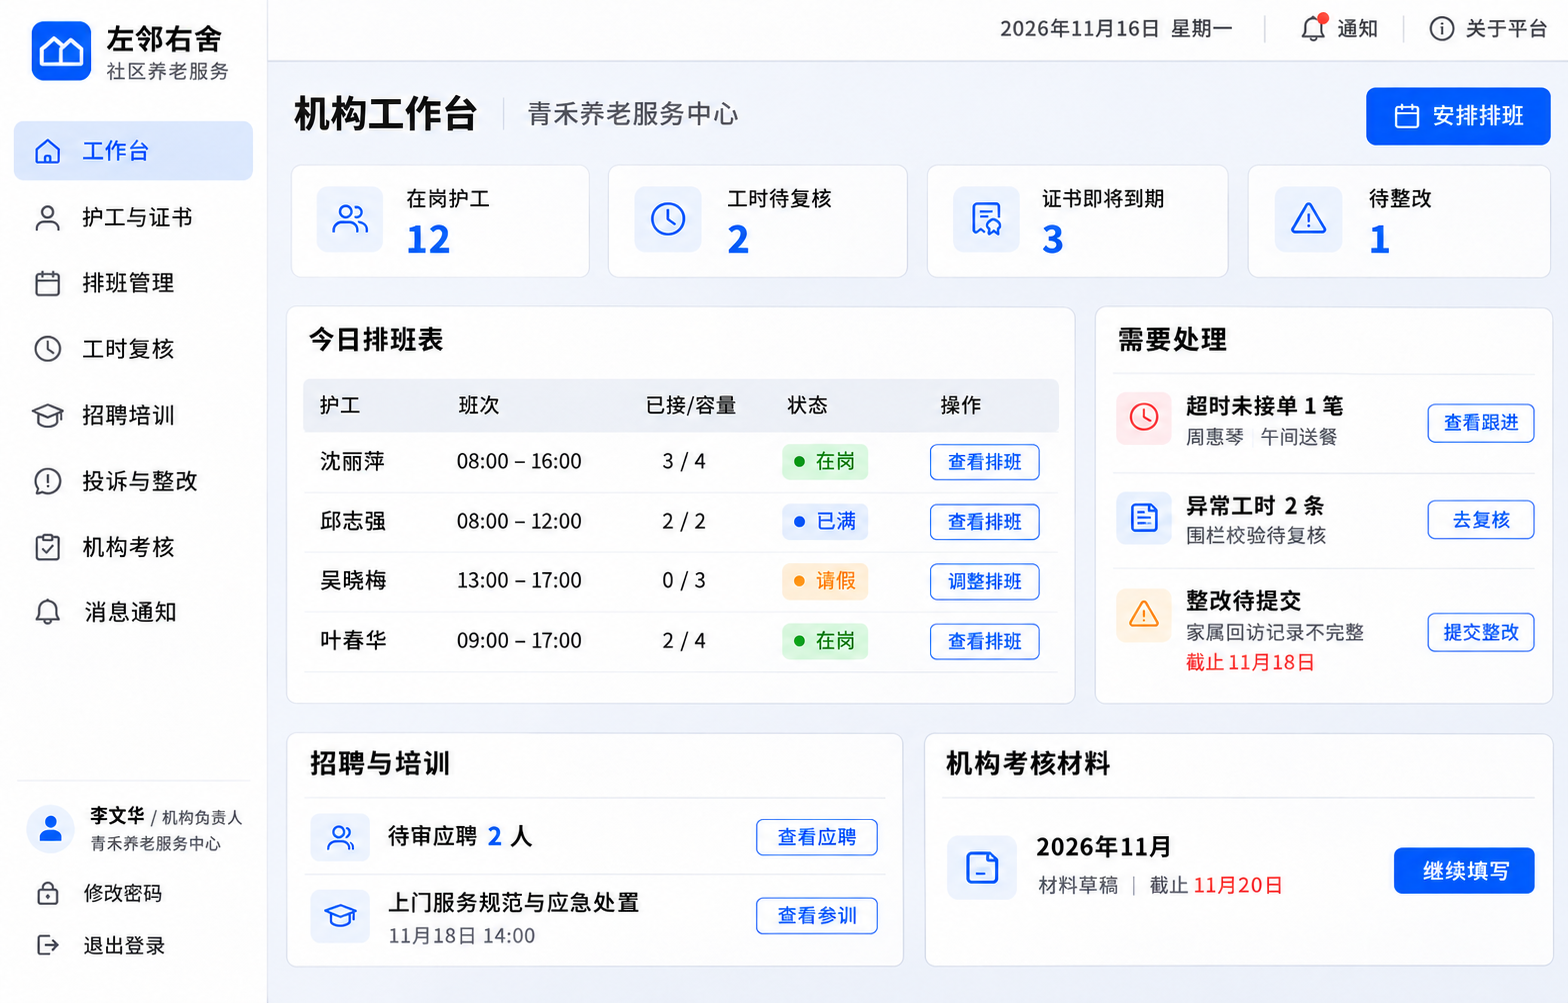 左邻右舍
社区养老服务
工作台
护工与证书
排班管理
工时复核
招聘培训
投诉与整改
机构考核
消息通知
李文华 / 机构负责人
青禾养老服务中心
修改密码
退出登录
2026年11月16日 星期一
通知
关于平台
机构工作台
青禾养老服务中心
安排排班
在岗护工
12
工时待复核
2
证书即将到期
3
待整改
1
今日排班表
护工 班次 已接/容量 状态 操作
沈丽萍 08:00 – 16:00 3 / 4 在岗 查看排班
邱志强 08:00 – 12:00 2 / 2 已满 查看排班
吴晓梅 13:00 – 17:00 0 / 3 请假 调整排班
叶春华 09:00 – 17:00 2 / 4 在岗 查看排班
需要处理
超时未接单 1 笔
周惠琴 午间送餐
查看跟进
异常工时 2 条
围栏校验待复核
去复核
整改待提交
家属回访记录不完整
截止 11月18日
提交整改
招聘与培训
待审应聘 2 人
查看应聘
上门服务规范与应急处置
11月18日 14:00
查看参训
机构考核材料
2026年11月
材料草稿 | 截止 11月20日
继续填写